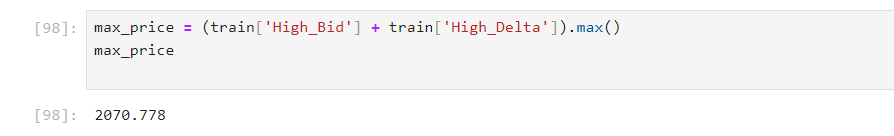 [98]: max_price = (train['High_Bid'] + train['High_Delta']).max()
max_price
[98]: 2070.778